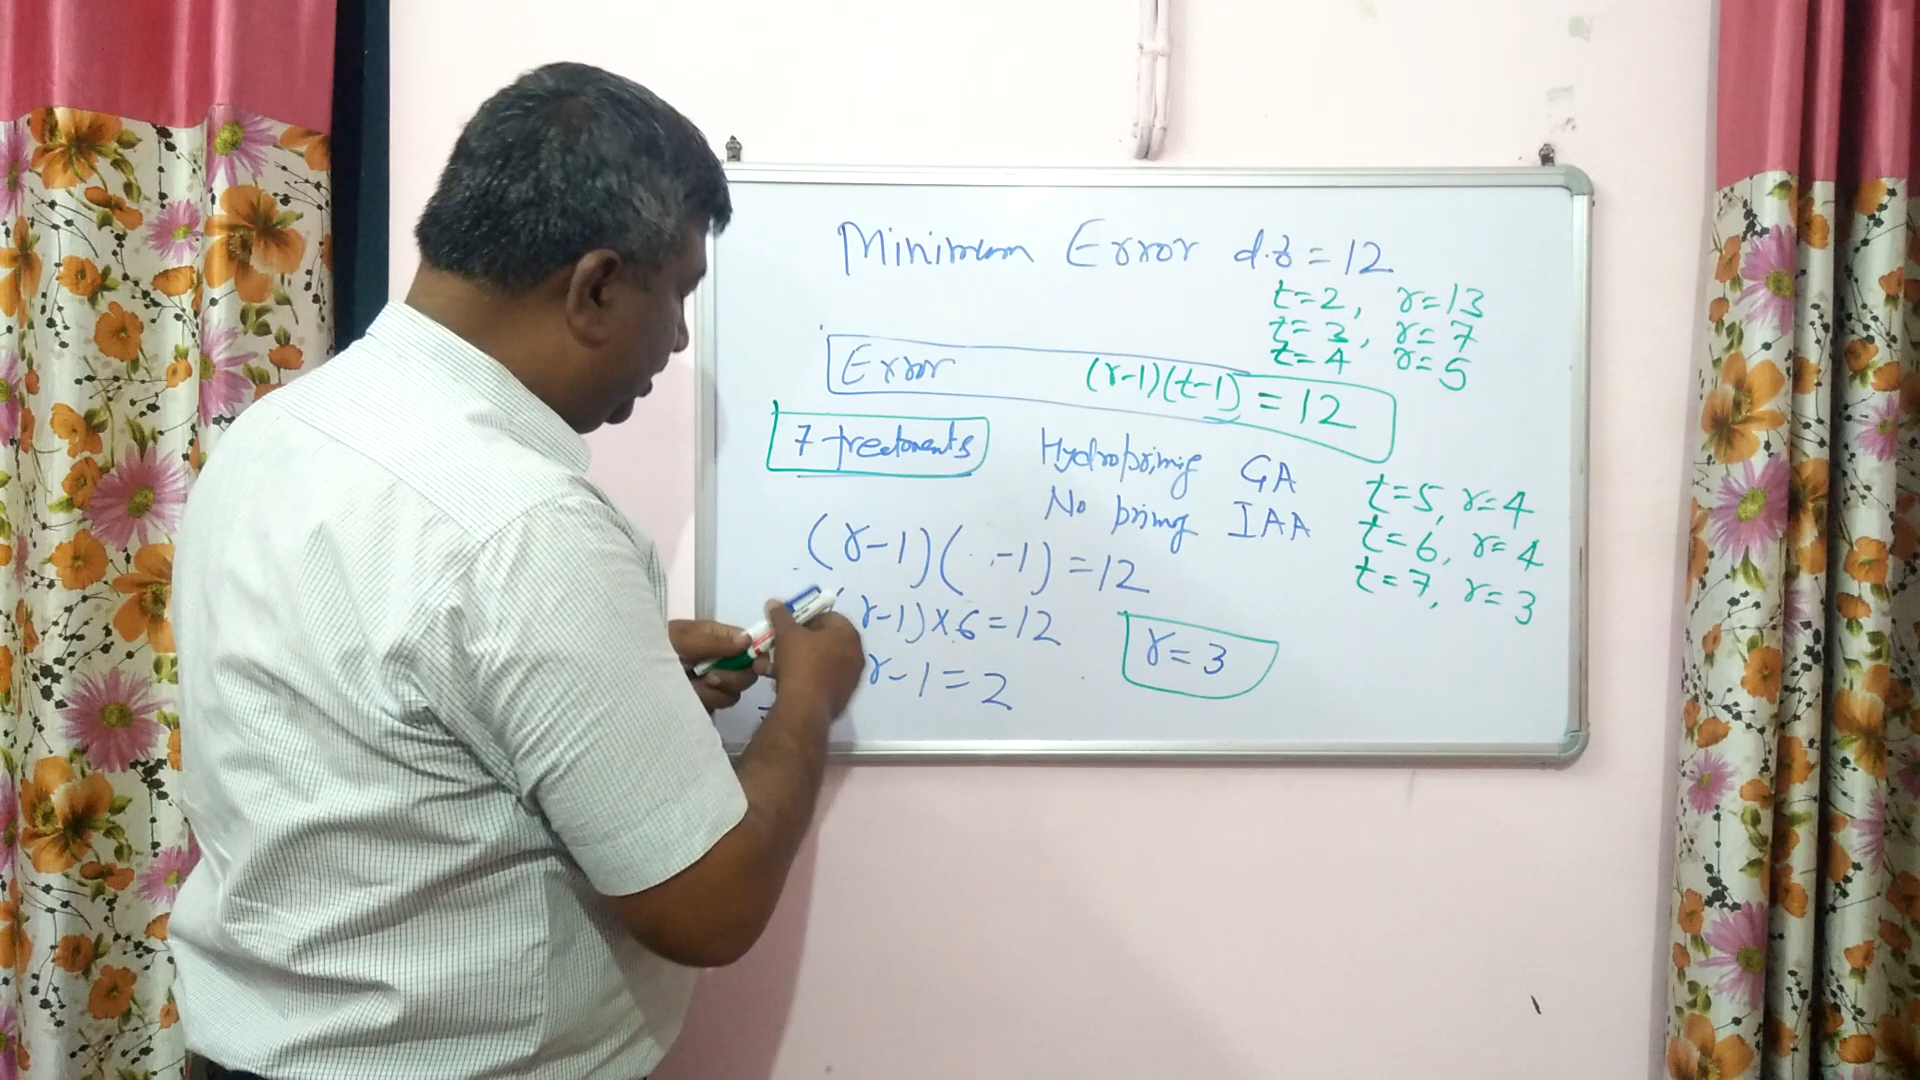 Minimum Error d.f = 12
t=2, r=13
t=3, r=7
t=4 r=5
Error (r-1)(t-1) = 12
7 treatments
Hydropriming GA
No priming IAA
t=5, r=4
t=6, r=4
t=7, r=3
(r-1)( -1) = 12
(r-1)×6=12
r-1=2
r=3